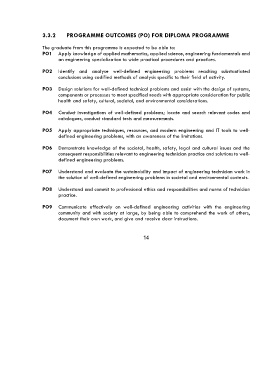 3.3.2 PROGRAMME OUTCOMES (PO) FOR DIPLOMA PROGRAMME
The graduate from this programme is expected to be able to:
PO1 Apply knowledge of applied mathematics, applied science, engineering fundamentals and
an engineering specialisation to wide practical procedures and practices.
PO2 Identify and analyse well-defined engineering problems reaching substantiated
conclusions using codified methods of analysis specific to their field of activity.
PO3 Design solutions for well-defined technical problems and assist with the design of systems,
components or processes to meet specified needs with appropriate consideration for public
health and safety, cultural, societal, and environmental considerations.
PO4 Conduct investigations of well-defined problems; locate and search relevant codes and
catalogues, conduct standard tests and measurements.
PO5 Apply appropriate techniques, resources, and modern engineering and IT tools to well-
defined engineering problems, with an awareness of the limitations.
PO6 Demonstrate knowledge of the societal, health, safety, legal and cultural issues and the
consequent responsibilities relevant to engineering technician practice and solutions to well-
defined engineering problems.
PO7 Understand and evaluate the sustainability and impact of engineering technician work in
the solution of well-defined engineering problems in societal and environmental contexts.
PO8 Understand and commit to professional ethics and responsibilities and norms of technician
practice.
PO9 Communicate effectively on well-defined engineering activities with the engineering
community and with society at large, by being able to comprehend the work of others,
document their own work, and give and receive clear instructions.
14